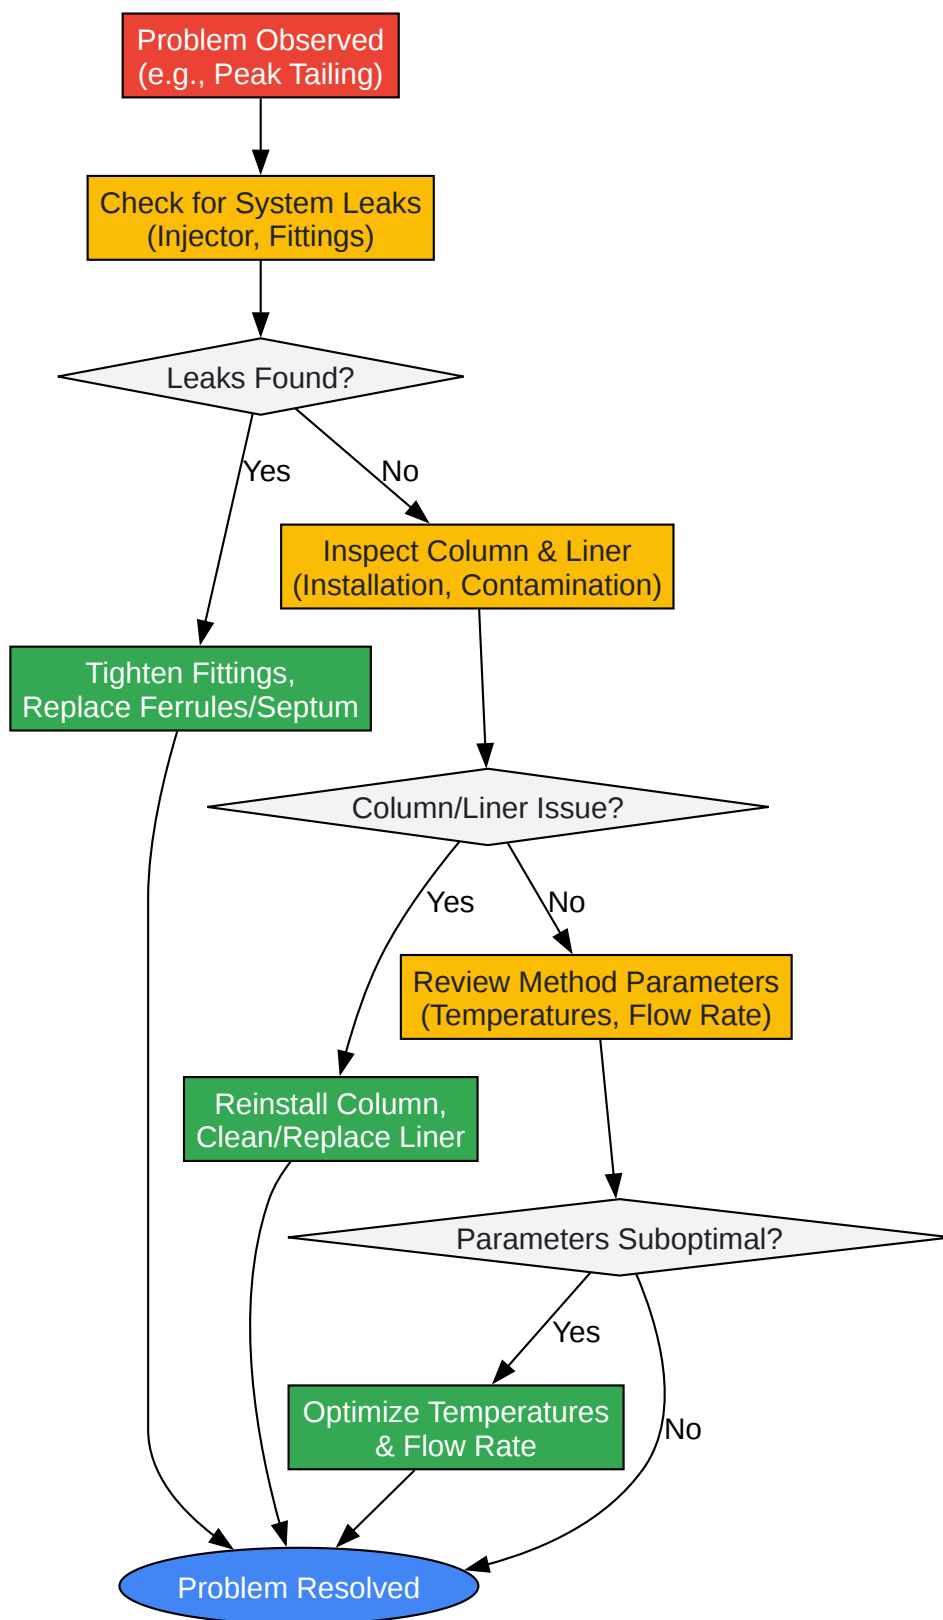 Problem Observed
(e.g., Peak Tailing)
Check for System Leaks
(Injector, Fittings)
Leaks Found?
Yes
No
Inspect Column & Liner
(Installation, Contamination)
Tighten Fittings,
Replace Ferrules/Septum
Column/Liner Issue?
Yes
No
Review Method Parameters
(Temperatures, Flow Rate)
Reinstall Column,
Clean/Replace Liner
Parameters Suboptimal?
Yes
Optimize Temperatures
& Flow Rate
No
Problem Resolved